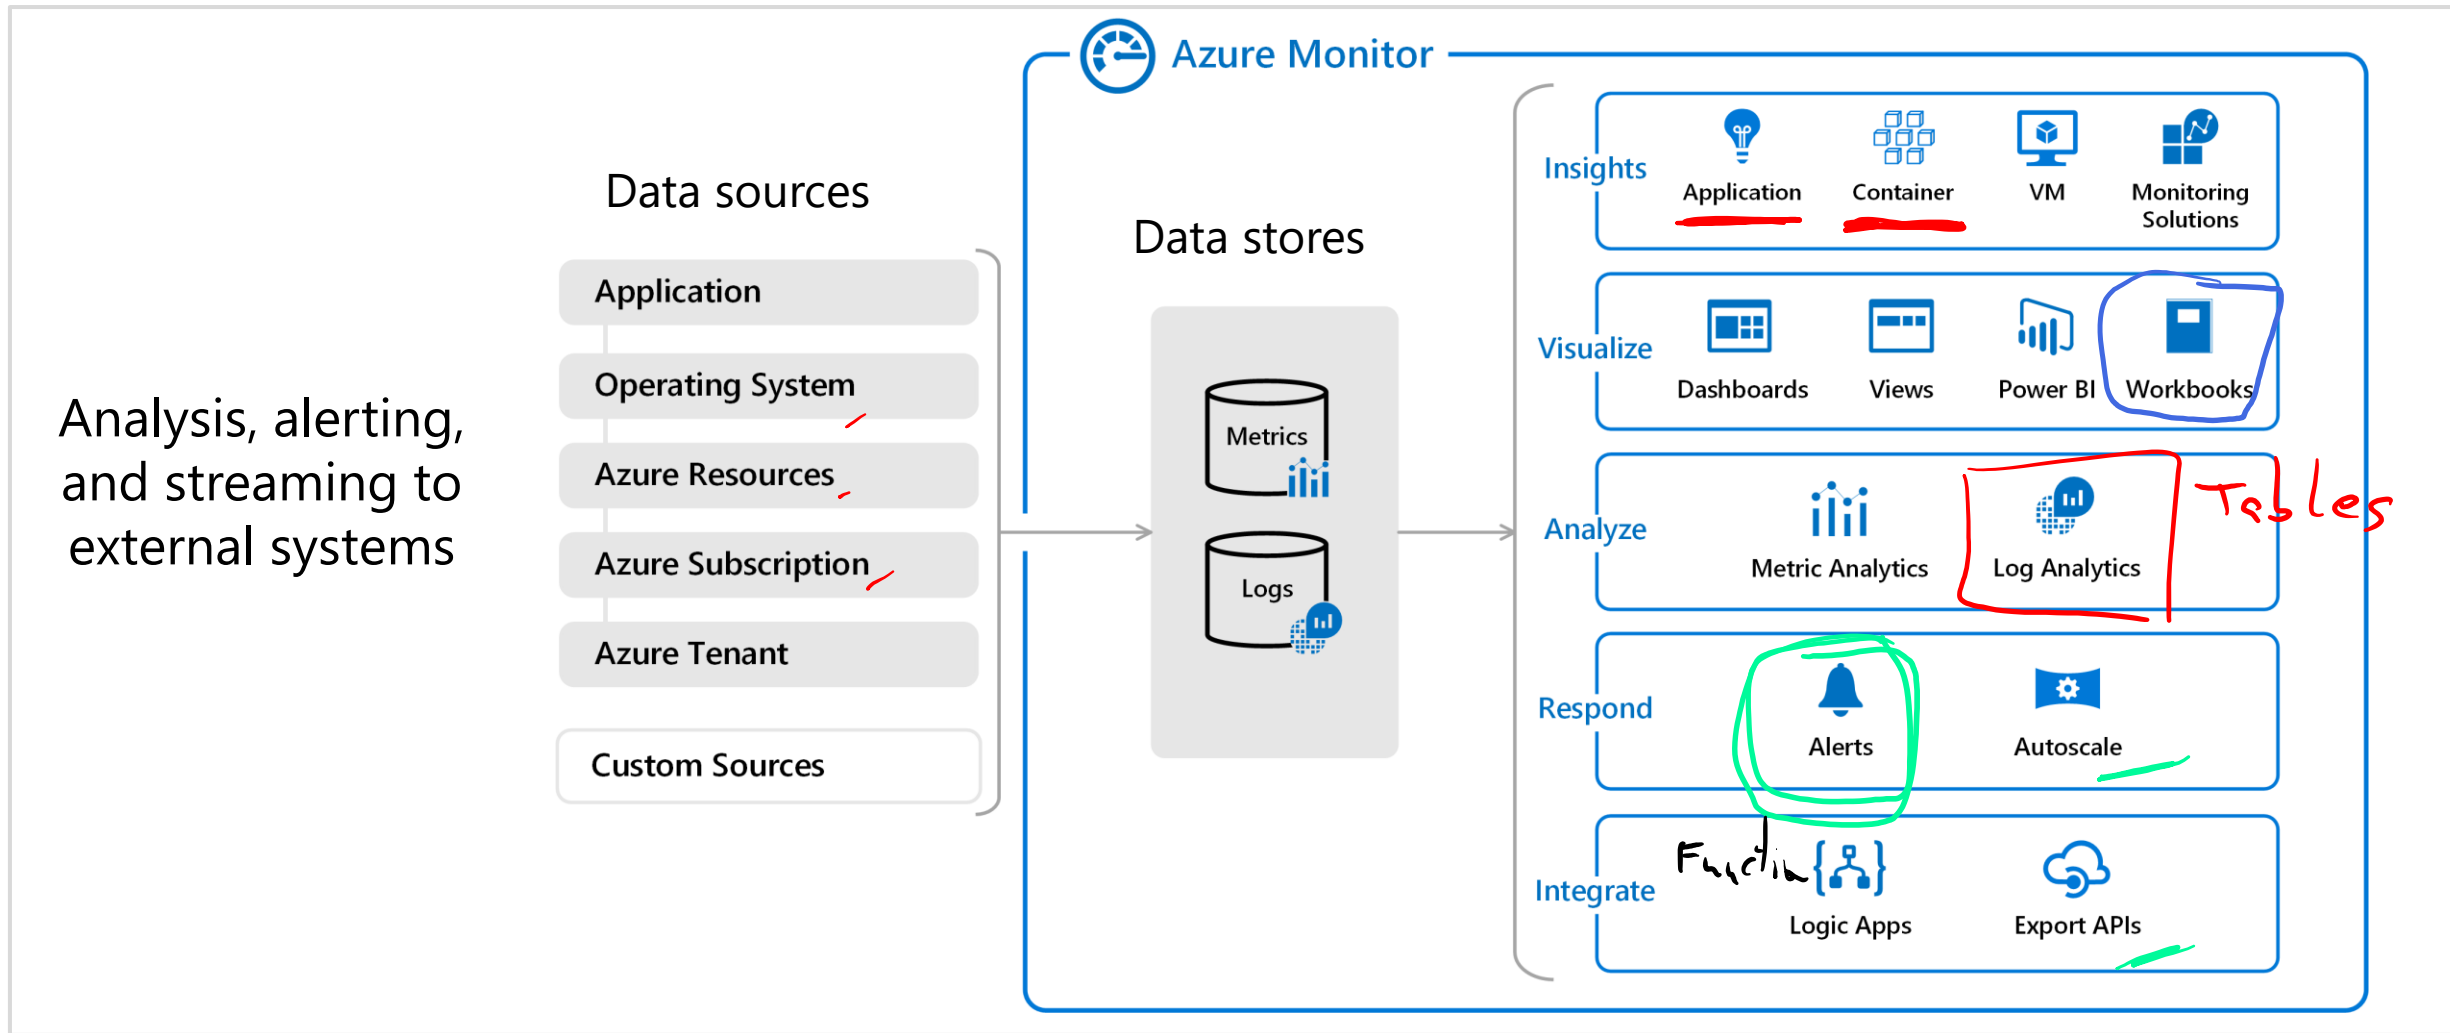 Azure Monitor
Analysis, alerting,
and streaming to
external systems
Data sources
Application
Operating System
Azure Resources
Azure Subscription
Azure Tenant
Custom Sources
Data stores
Metrics
Logs
Insights
Application
Container
VM
Monitoring
Solutions
Visualize
Dashboards
Views
Power BI
Workbooks
Analyze
Metric Analytics
Log Analytics
Tables
Respond
Alerts
Autoscale
Integrate
Functin
Logic Apps
Export APIs